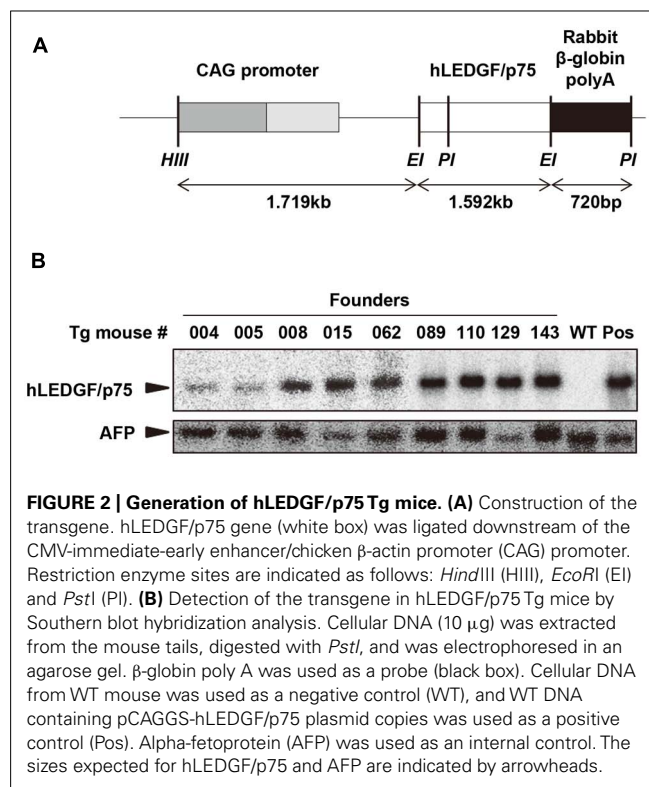 A
CAG promoter
hLEDGF/p75
Rabbit
β-globin
polyA
HIII
EI
PI
EI
PI
1.719kb
1.592kb
720bp
B
Founders
Tg mouse # 004 005 008 015 062 089 110 129 143 WT Pos
hLEDGF/p75
AFP
FIGURE 2 | Generation of hLEDGF/p75 Tg mice. (A) Construction of the
transgene. hLEDGF/p75 gene (white box) was ligated downstream of the
CMV-immediate-early enhancer/chicken β-actin promoter (CAG) promoter.
Restriction enzyme sites are indicated as follows: HindIII (HIII), EcoRI (EI)
and PstI (PI). (B) Detection of the transgene in hLEDGF/p75 Tg mice by
Southern blot hybridization analysis. Cellular DNA (10 μg) was extracted
from the mouse tails, digested with PstI, and was electrophoresed in an
agarose gel. β-globin poly A was used as a probe (black box). Cellular DNA
from WT mouse was used as a negative control (WT), and WT DNA
containing pCAGGS-hLEDGF/p75 plasmid copies was used as a positive
control (Pos). Alpha-fetoprotein (AFP) was used as an internal control. The
sizes expected for hLEDGF/p75 and AFP are indicated by arrowheads.